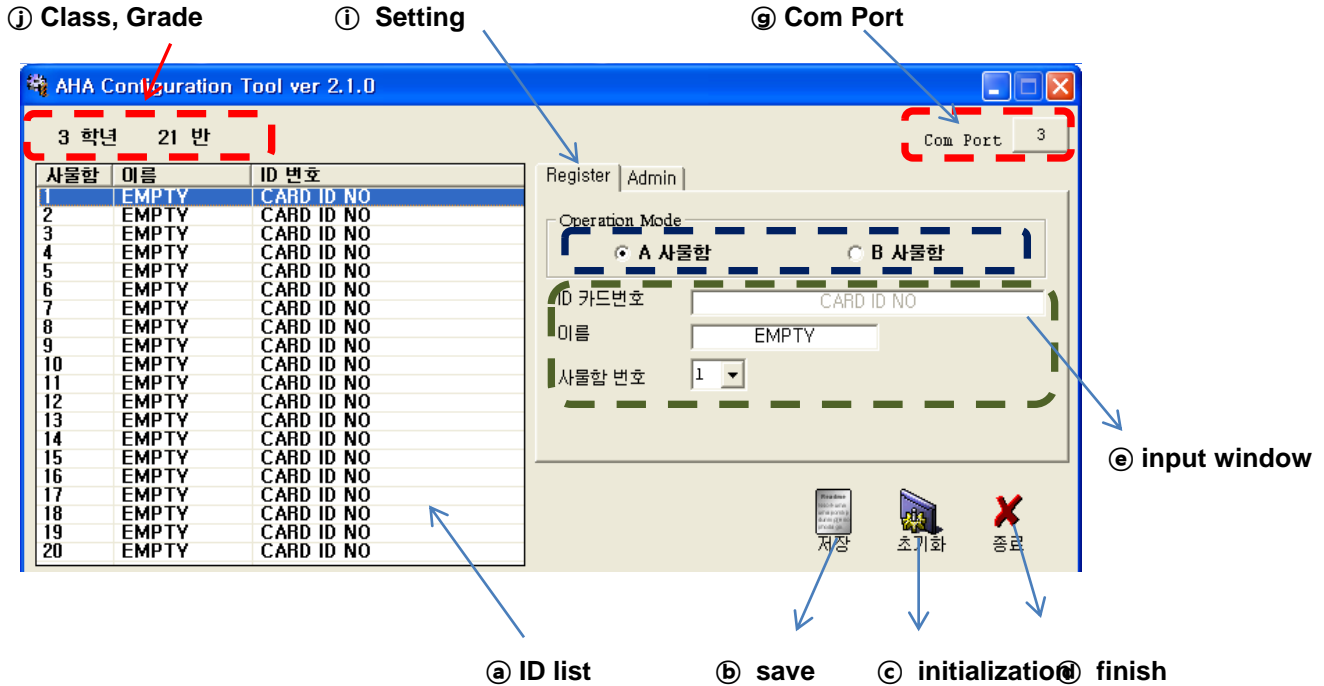 ⓙ Class, Grade ⓘ Setting ⓖ Com Port
AHA Configuration Tool ver 2.1.0
3 학년 21 반
Com Port 3
사물함 이름 ID 번호
1 EMPTY CARD ID NO
2 EMPTY CARD ID NO
3 EMPTY CARD ID NO
4 EMPTY CARD ID NO
5 EMPTY CARD ID NO
6 EMPTY CARD ID NO
7 EMPTY CARD ID NO
8 EMPTY CARD ID NO
9 EMPTY CARD ID NO
10 EMPTY CARD ID NO
11 EMPTY CARD ID NO
12 EMPTY CARD ID NO
13 EMPTY CARD ID NO
14 EMPTY CARD ID NO
15 EMPTY CARD ID NO
16 EMPTY CARD ID NO
17 EMPTY CARD ID NO
18 EMPTY CARD ID NO
19 EMPTY CARD ID NO
20 EMPTY CARD ID NO
Register Admin
Operation Mode
A 사물함 B 사물함
ID 카드번호 CARD ID NO
이름 EMPTY
사물함 번호 1
ⓔ input window
Readme
저장 초기화 종료
ⓐ ID list ⓑ save ⓒ initialization ⓓ finish